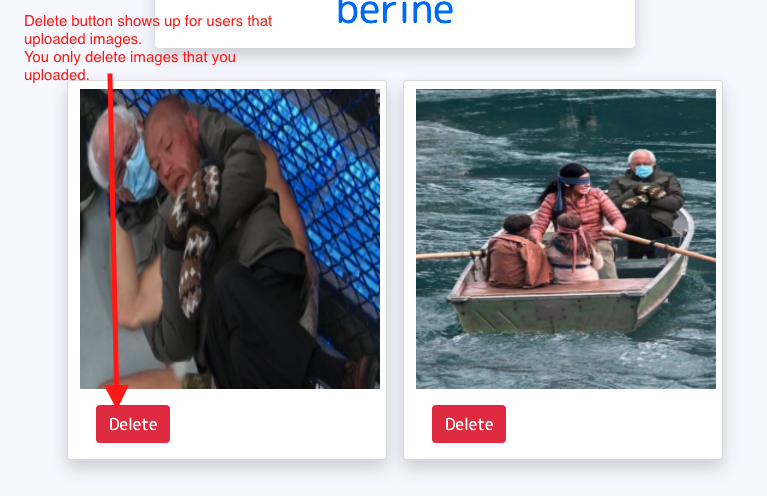 berine
Delete button shows up for users that
uploaded images.
You only delete images that you
uploaded.
Delete
Delete